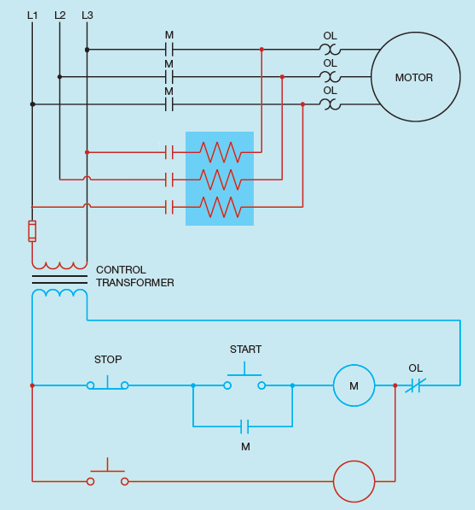 L1 L2 L3
M
OL
M
OL
MOTOR
M
OL
CONTROL
TRANSFORMER
START
STOP
OL
M
M